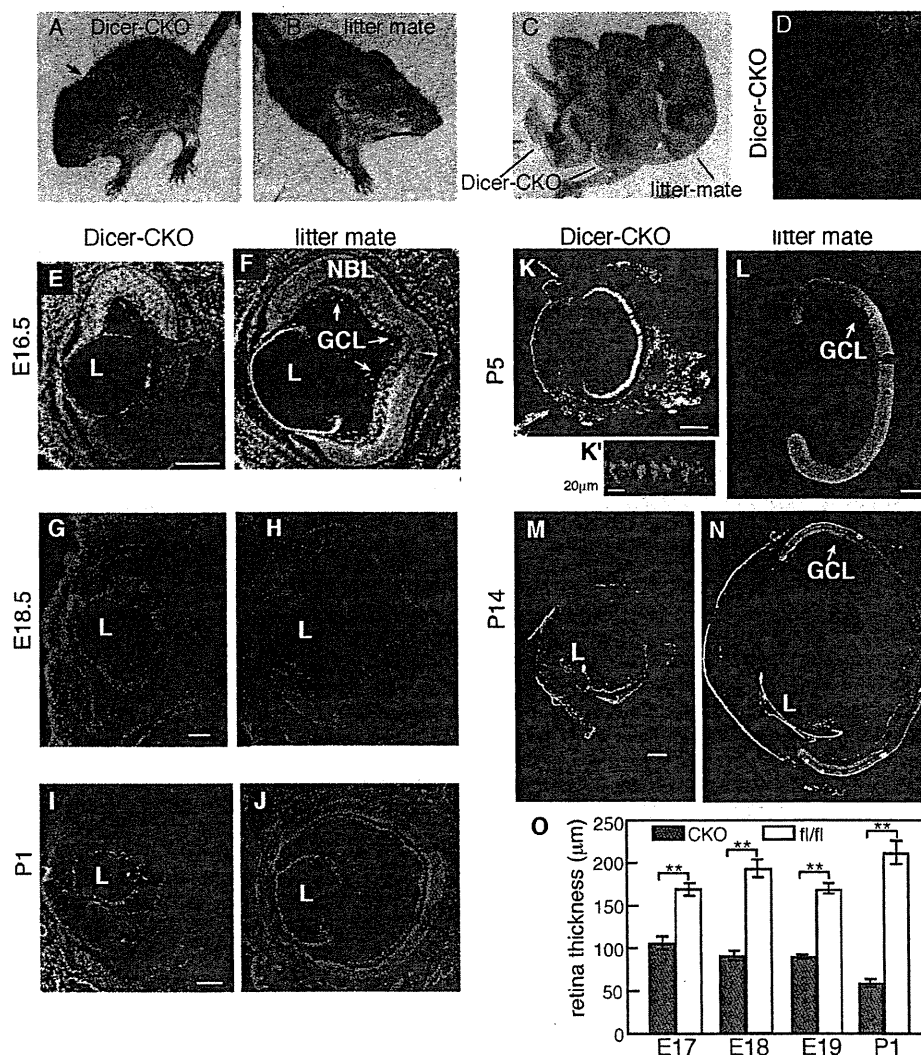 A Dicer-CKO
B litter mate
C
Dicer-CKO
litter-mate
D
Dicer-CKO
Dicer-CKO
litter mate
E16.5
E
L
F
NBL
GCL
L
E18.5
G
L
H
L
P1
I
L
J
L
Dicer-CKO
litter mate
P5
K
K'
20µm
L
GCL
P14
M
L
N
GCL
L
O
CKO
fl/fl
retina thickness (µm)
250
200
150
100
50
0
**
**
**
**
E17
E18
E19
P1